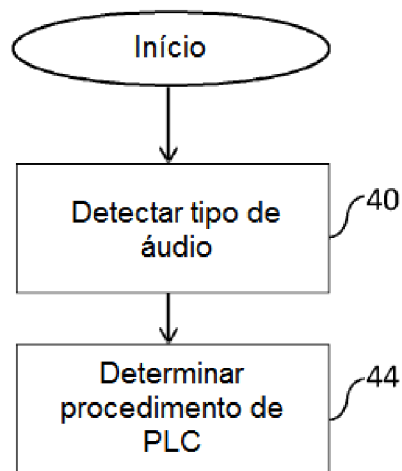 Início
Detectar tipo de
áudio
40
Determinar
procedimento de
PLC
44